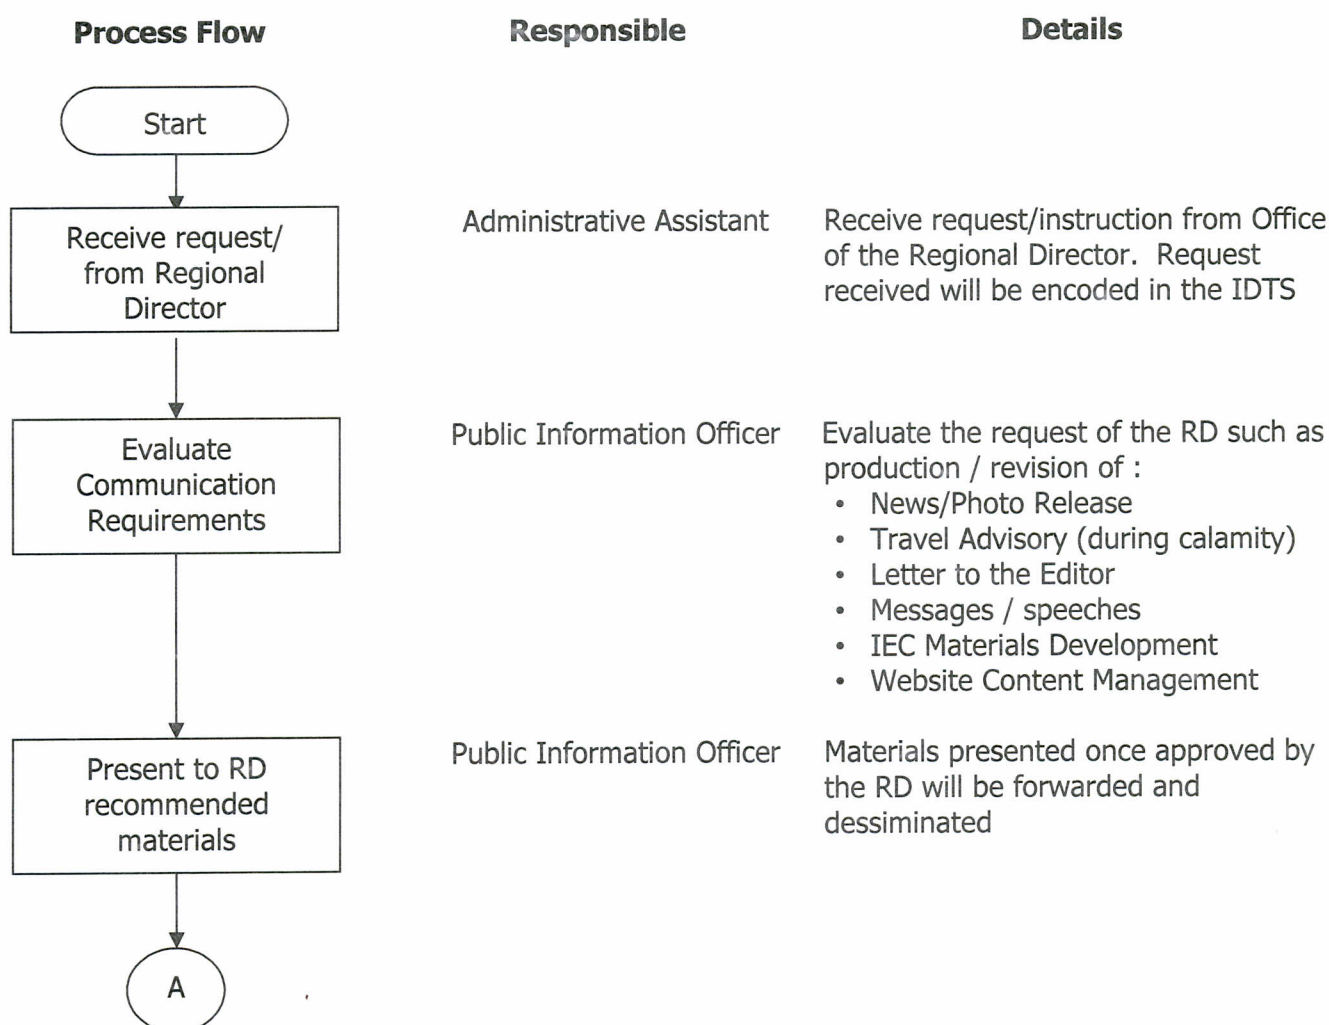 Process Flow
Responsible
Details
Start
Receive request/
from Regional
Director
Administrative Assistant
Receive request/instruction from Office
of the Regional Director.  Request
received will be encoded in the IDTS
Evaluate
Communication
Requirements
Public Information Officer
Evaluate the request of the RD such as
production / revision of :
• News/Photo Release
• Travel Advisory (during calamity)
• Letter to the Editor
• Messages / speeches
• IEC Materials Development
• Website Content Management
Present to RD
recommended
materials
Public Information Officer
Materials presented once approved by
the RD will be forwarded and
dessiminated
A